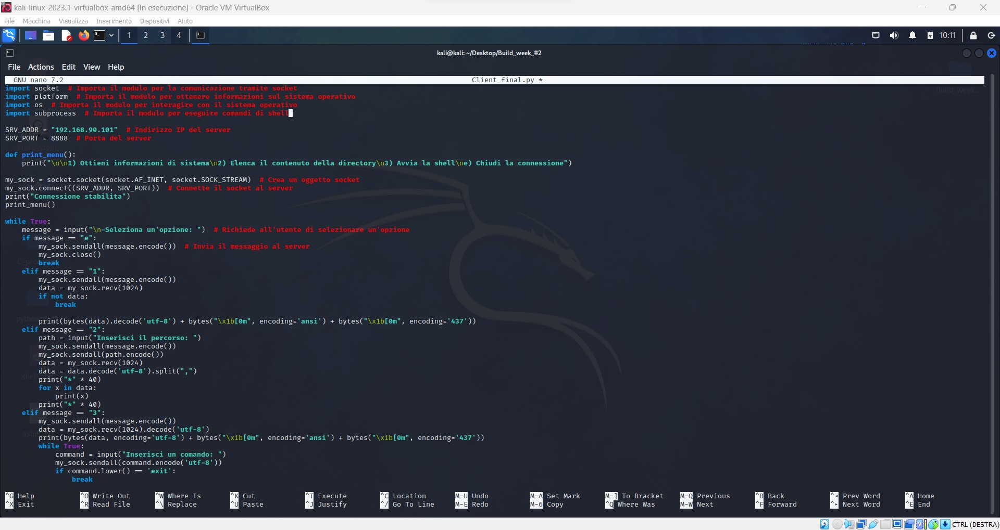 kali-linux-2023.1-virtualbox-amd64 [In esecuzione] - Oracle VM VirtualBox
File Macchina Visualizza Inserimento Dispositivi Aiuto
1 2 3 4 10:11
kali@kali: ~/Desktop/Build_week_#2
File Actions Edit View Help
GNU nano 7.2 Client_final.py *
import socket  # Importa il modulo per la comunicazione tramite socket
import platform  # Importa il modulo per ottenere informazioni sul sistema operativo
import os  # Importa il modulo per interagire con il sistema operativo
import subprocess  # Importa il modulo per eseguire comandi di shell
SRV_ADDR = "192.168.90.101"  # Indirizzo IP del server
SRV_PORT = 8888  # Porta del server
def print_menu():
    print("\n\n1) Ottieni informazioni di sistema\n2) Elenca il contenuto della directory\n3) Avvia la shell\ne) Chiudi la connessione")
my_sock = socket.socket(socket.AF_INET, socket.SOCK_STREAM)  # Crea un oggetto socket
my_sock.connect((SRV_ADDR, SRV_PORT))  # Connette il socket al server
print("Connessione stabilita")
print_menu()
while True:
    message = input("\n-Seleziona un'opzione: ")  # Richiede all'utente di selezionare un'opzione
    if message == "e":
        my_sock.sendall(message.encode())  # Invia il messaggio al server
        my_sock.close()
        break
    elif message == "1":
        my_sock.sendall(message.encode())
        data = my_sock.recv(1024)
        if not data:
            break
        print(bytes(data).decode('utf-8') + bytes("\x1b[0m", encoding='ansi') + bytes("\x1b[0m", encoding='437'))
    elif message == "2":
        path = input("Inserisci il percorso: ")
        my_sock.sendall(message.encode())
        my_sock.sendall(path.encode())
        data = my_sock.recv(1024)
        data = data.decode('utf-8').split(",")
        print("*" * 40)
        for x in data:
            print(x)
        print("*" * 40)
    elif message == "3":
        my_sock.sendall(message.encode())
        data = my_sock.recv(1024).decode('utf-8')
        print(bytes(data, encoding='utf-8') + bytes("\x1b[0m", encoding='ansi') + bytes("\x1b[0m", encoding='437'))
        while True:
            command = input("Inserisci un comando: ")
            my_sock.sendall(command.encode('utf-8'))
            if command.lower() == 'exit':
                break
^G Help ^O Write Out ^W Where Is ^K Cut ^T Execute ^C Location M-U Undo M-A Set Mark M-] To Bracket M-Q Previous ^B Back ^◂ Prev Word ^A Home
^X Exit ^R Read File ^\ Replace ^U Paste ^J Justify ^/ Go To Line M-E Redo M-6 Copy ^Q Where Was M-W Next ^F Forward ^▸ Next Word ^E End
CTRL (DESTRA)